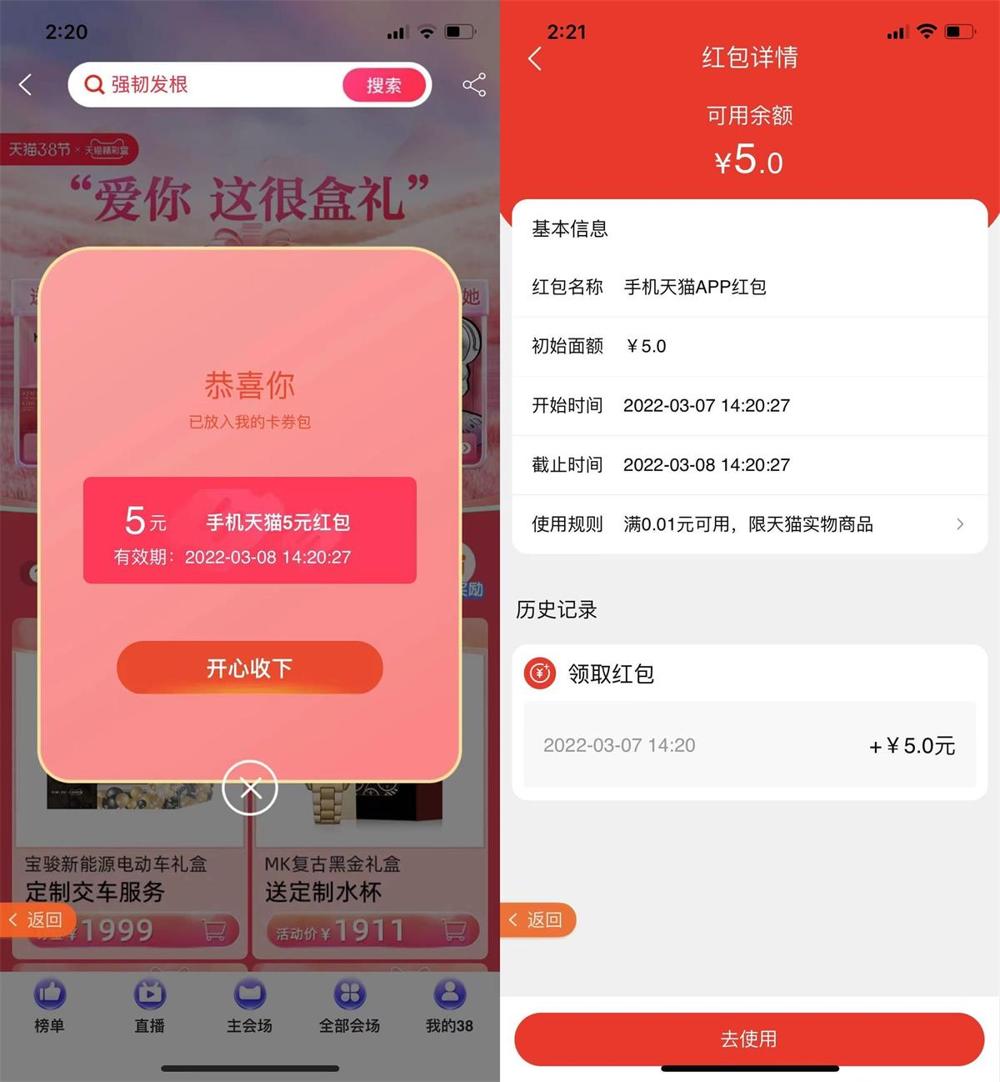 2:20
强韧发根
搜索
天猫38节×天猫精彩盒
“爱你 这很盒礼”
她
恭喜你
已放入我的卡券包
5元 手机天猫5元红包
有效期：2022-03-08 14:20:27
奖励
开心收下
宝骏新能源电动车礼盒
定制交车服务
¥1999
MK复古黑金礼盒
送定制水杯
活动价¥1911
返回
榜单
直播
主会场
全部会场
我的38
2:21
红包详情
可用余额
¥5.0
基本信息
红包名称 手机天猫APP红包
初始面额 ¥5.0
开始时间 2022-03-07 14:20:27
截止时间 2022-03-08 14:20:27
使用规则 满0.01元可用，限天猫实物商品
历史记录
领取红包
2022-03-07 14:20 +¥5.0元
返回
去使用